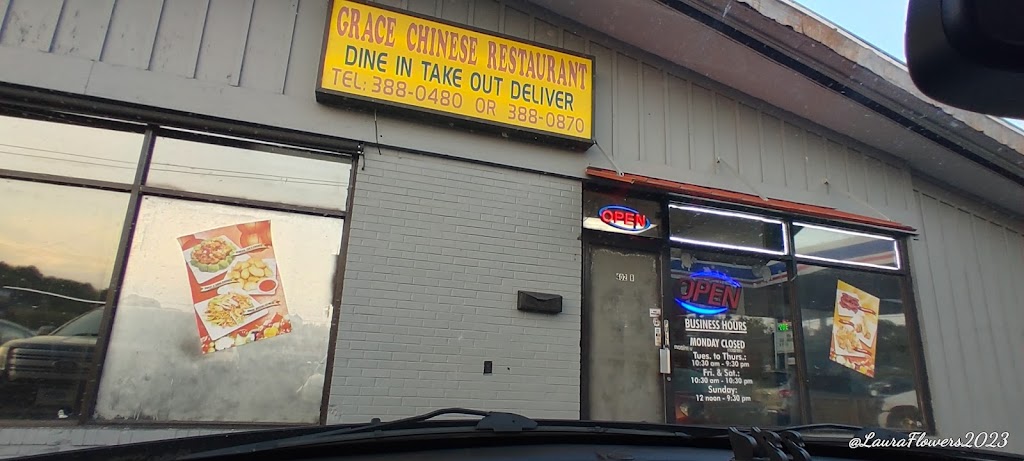 GRACE CHINESE RESTAURANT
DINE IN TAKE OUT DELIVER
TEL: 388-0480 OR 388-0870
OPEN
OPEN
BUSINESS HOURS
MONDAY CLOSED
Tues. to Thurs.:
10:30 am - 9:30 pm
Fri. & Sat.:
10:30 am - 10:30 pm
Sunday:
12 noon - 9:30 pm
@LauraFlowers2023